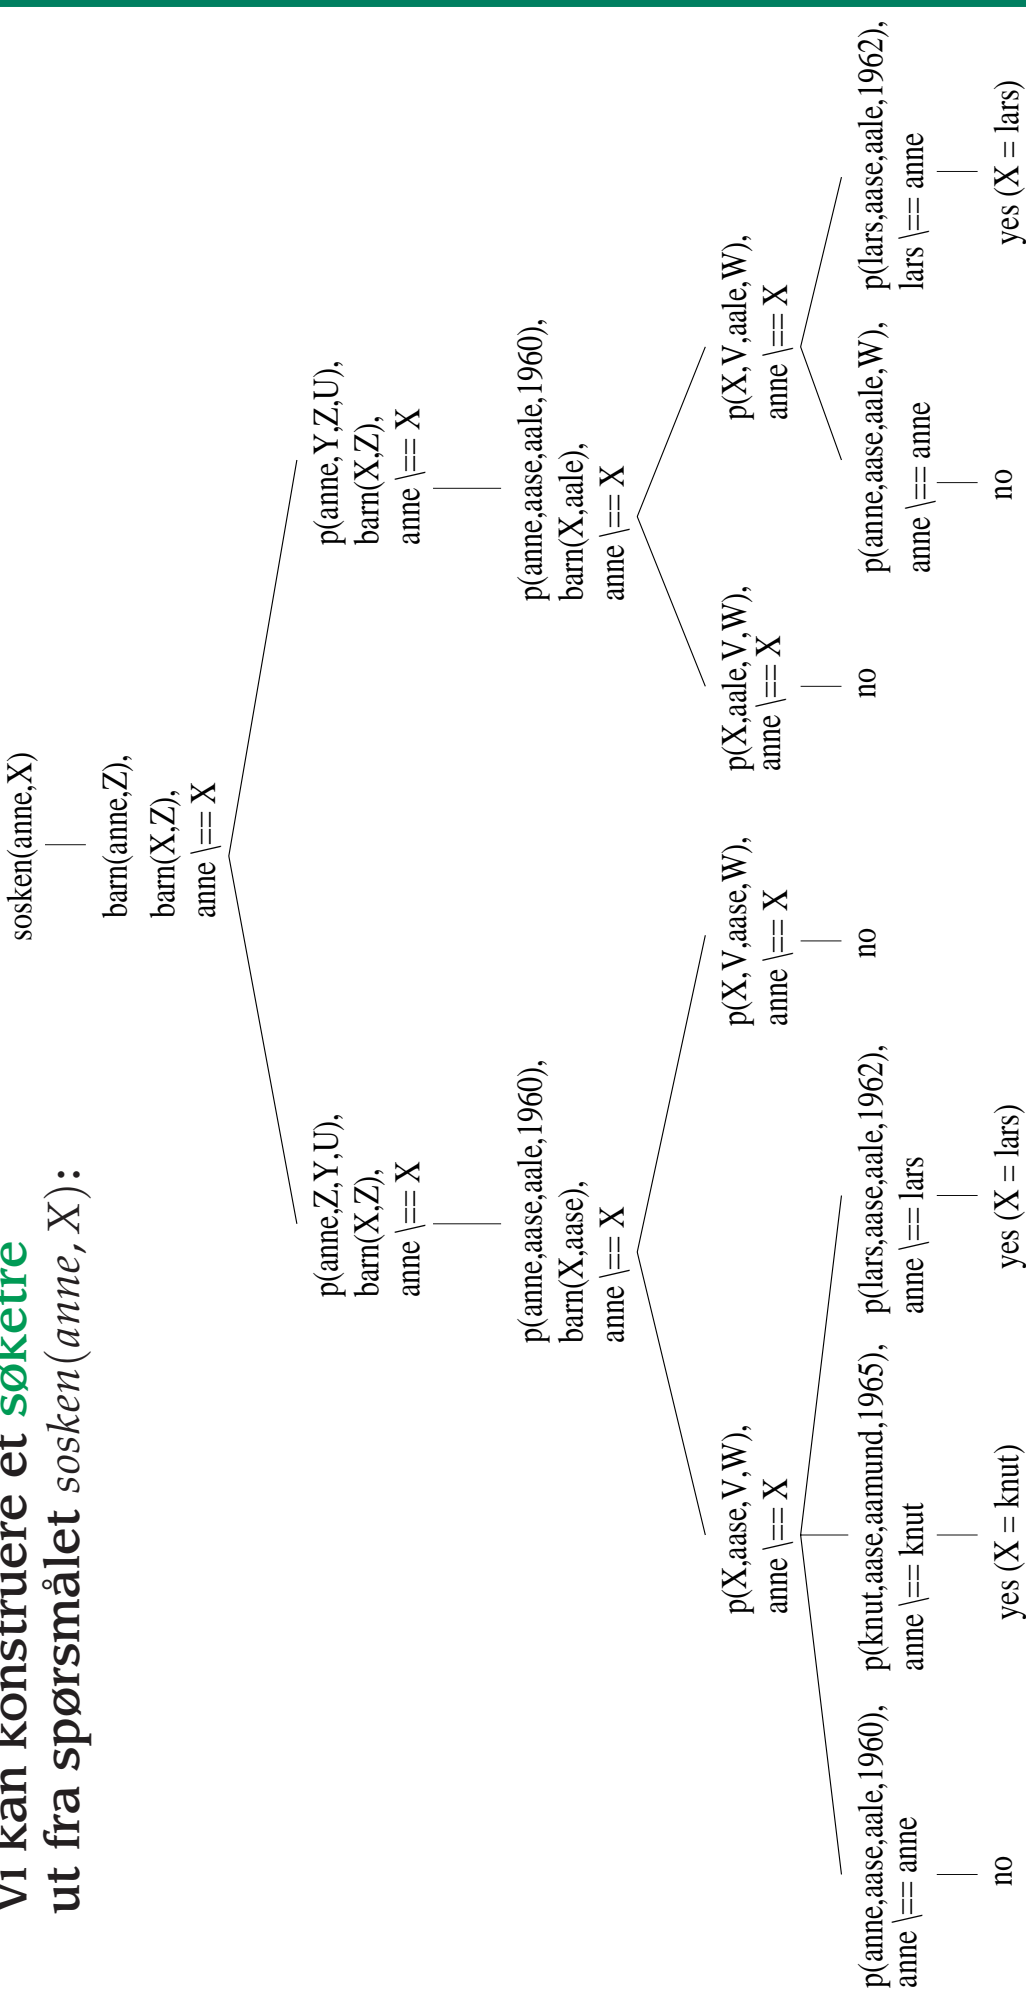 Vi kan konstruere et søketre
ut fra spørsmålet sosken(anne,X):
sosken(anne,X)
barn(anne,Z),
barn(X,Z),
anne \== X
p(anne,Z,Y,U),
barn(X,Z),
anne \== X
p(anne,Y,Z,U),
barn(X,Z),
anne \== X
p(anne,aase,aale,1960),
barn(X,aase),
anne \== X
p(anne,aase,aale,1960),
barn(X,aale),
anne \== X
p(X,aase,V,W),
anne \== X
p(X,V,aase,W),
anne \== X
p(X,aale,V,W),
anne \== X
p(X,V,aale,W),
anne \== X
p(anne,aase,aale,1960),
anne \== anne
p(knut,aase,aamund,1965),
anne \== knut
p(lars,aase,aale,1962),
anne \== lars
no
no
p(anne,aase,aale,W),
anne \== anne
p(lars,aase,aale,1962),
lars \== anne
no
yes (X = knut)
yes (X = lars)
no
yes (X = lars)